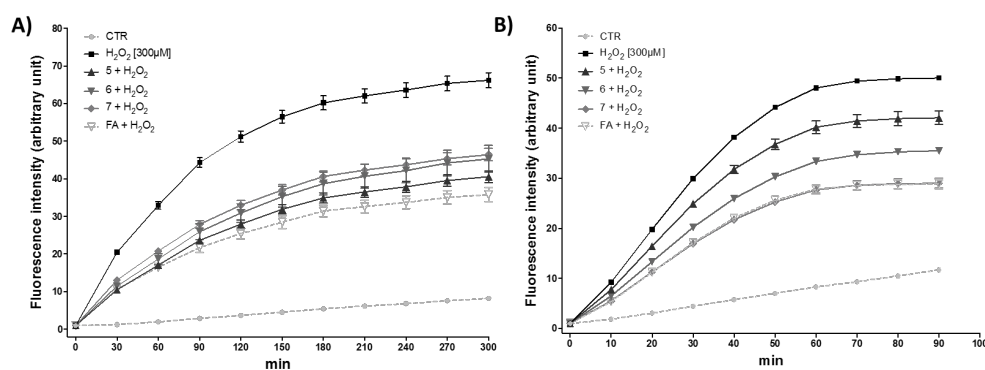 A)
Fluorescence intensity (arbitrary unit)
80
70
60
50
40
30
20
10
0
CTR
H₂O₂ [300µM]
5 + H₂O₂
6 + H₂O₂
7 + H₂O₂
FA + H₂O₂
0 30 60 90 120 150 180 210 240 270 300
min
B)
Fluorescence intensity (arbitrary unit)
60
50
40
30
20
10
0
CTR
H₂O₂ [300µM]
5 + H₂O₂
6 + H₂O₂
7 + H₂O₂
FA + H₂O₂
0 10 20 30 40 50 60 70 80 90 100
min